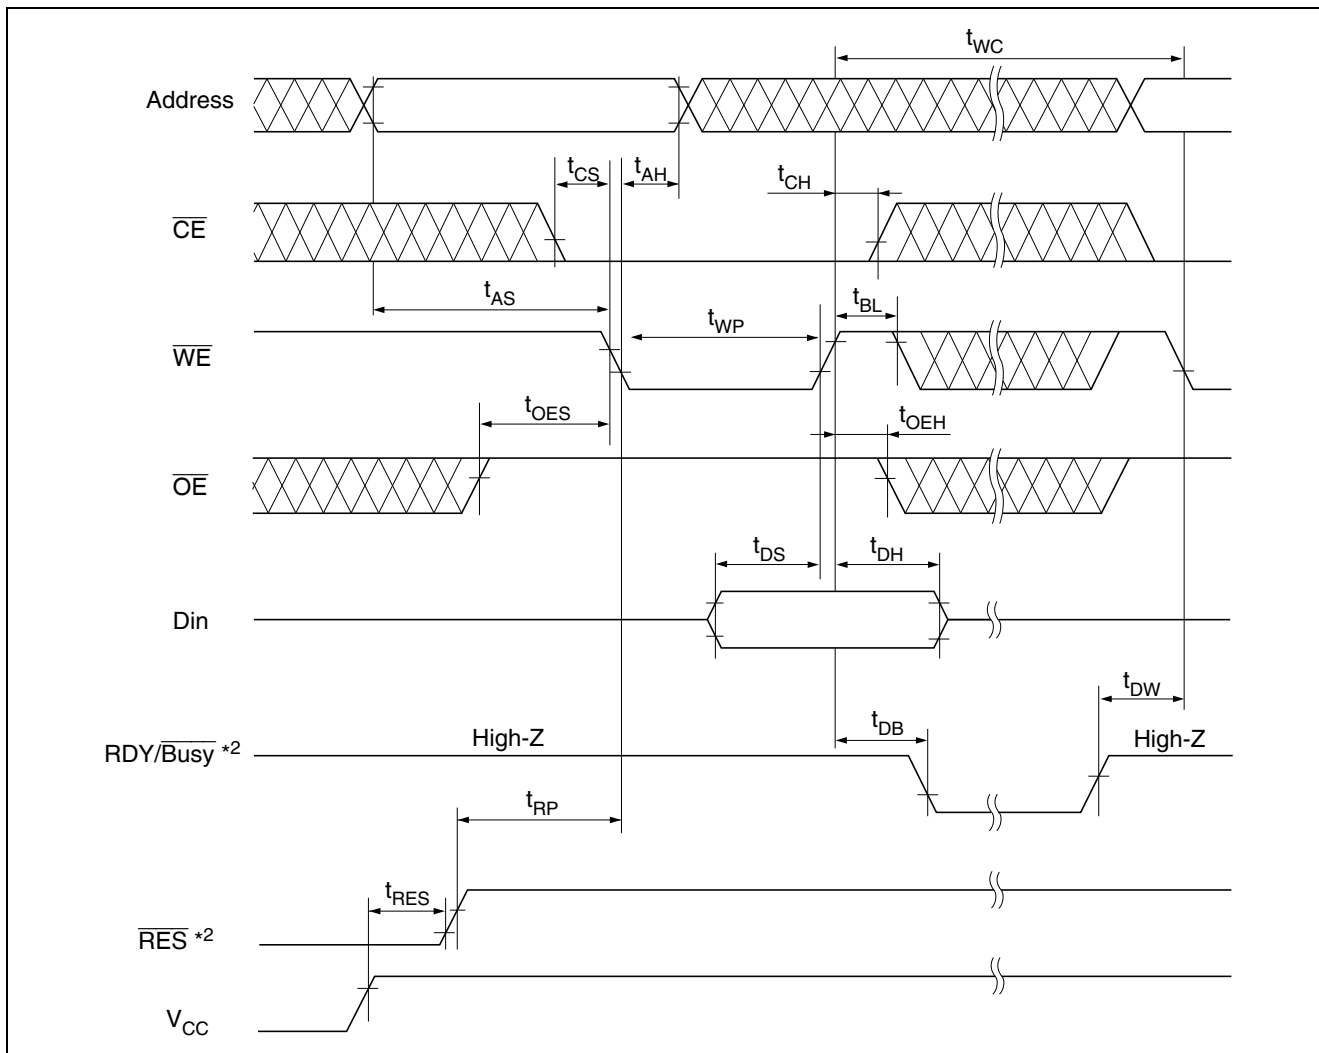 tWC
Address
tCS
tAH
tCH
CE
tAS
tBL
tWP
WE
tOES
tOEH
OE
tDS
tDH
Din
tDW
tDB
High-Z
High-Z
RDY/Busy *2
tRP
tRES
RES *2
VCC